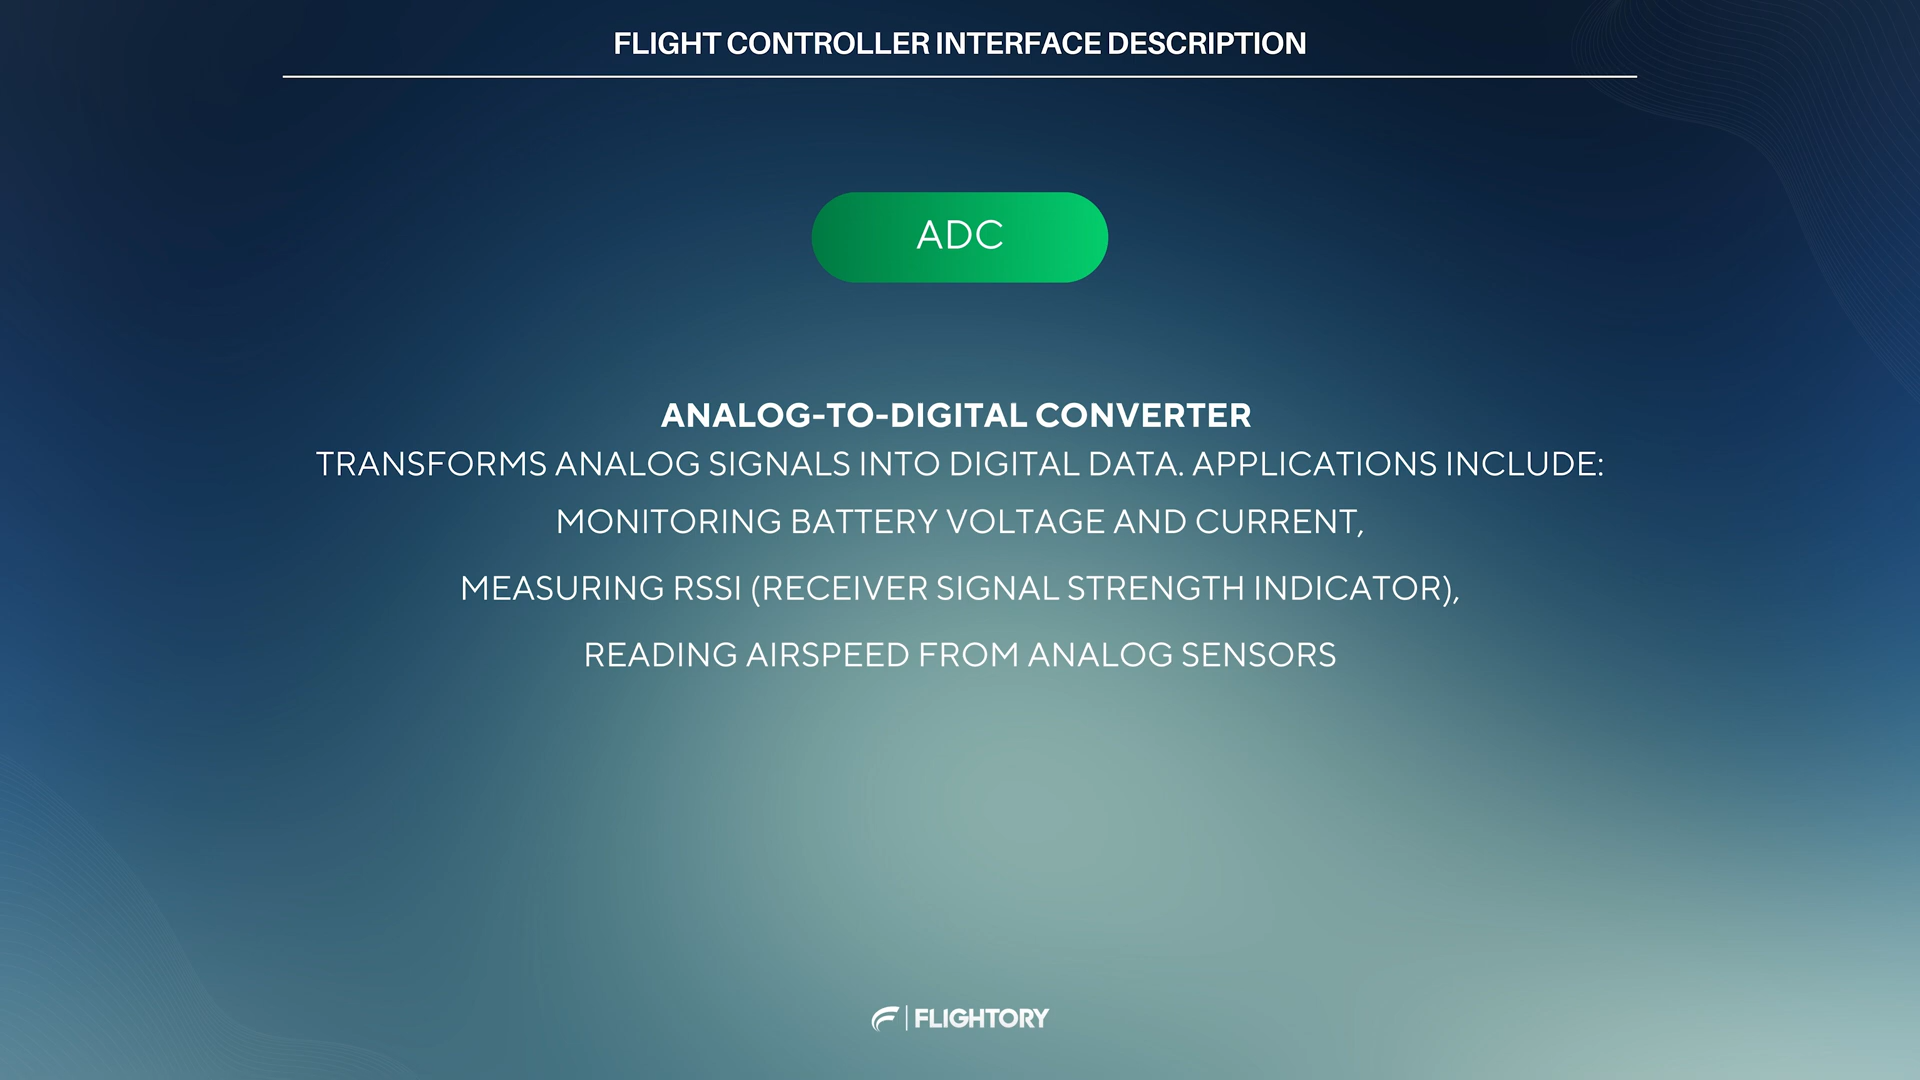 FLIGHT CONTROLLER INTERFACE DESCRIPTION
ADC
ANALOG-TO-DIGITAL CONVERTER
TRANSFORMS ANALOG SIGNALS INTO DIGITAL DATA. APPLICATIONS INCLUDE:
MONITORING BATTERY VOLTAGE AND CURRENT,
MEASURING RSSI (RECEIVER SIGNAL STRENGTH INDICATOR),
READING AIRSPEED FROM ANALOG SENSORS
FLIGHTORY